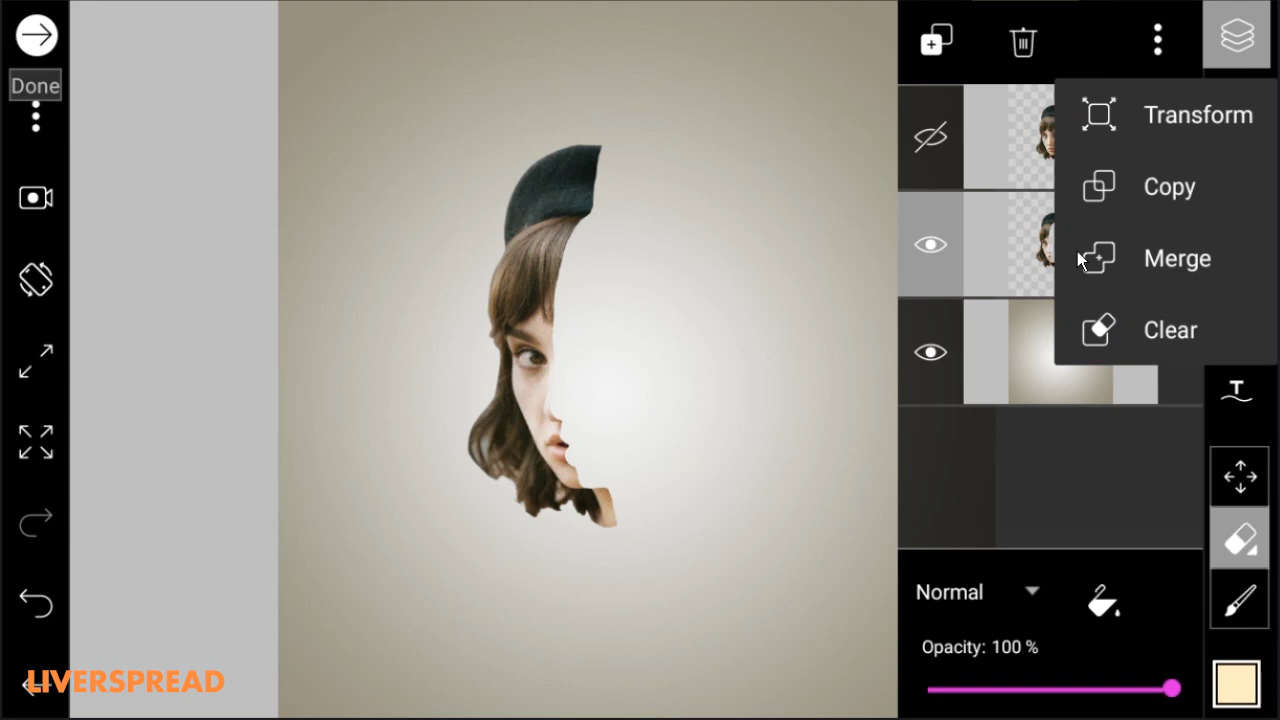 Done
Transform
Copy
Merge
Clear
T
Normal
Opacity: 100 %
LIVERSPREAD